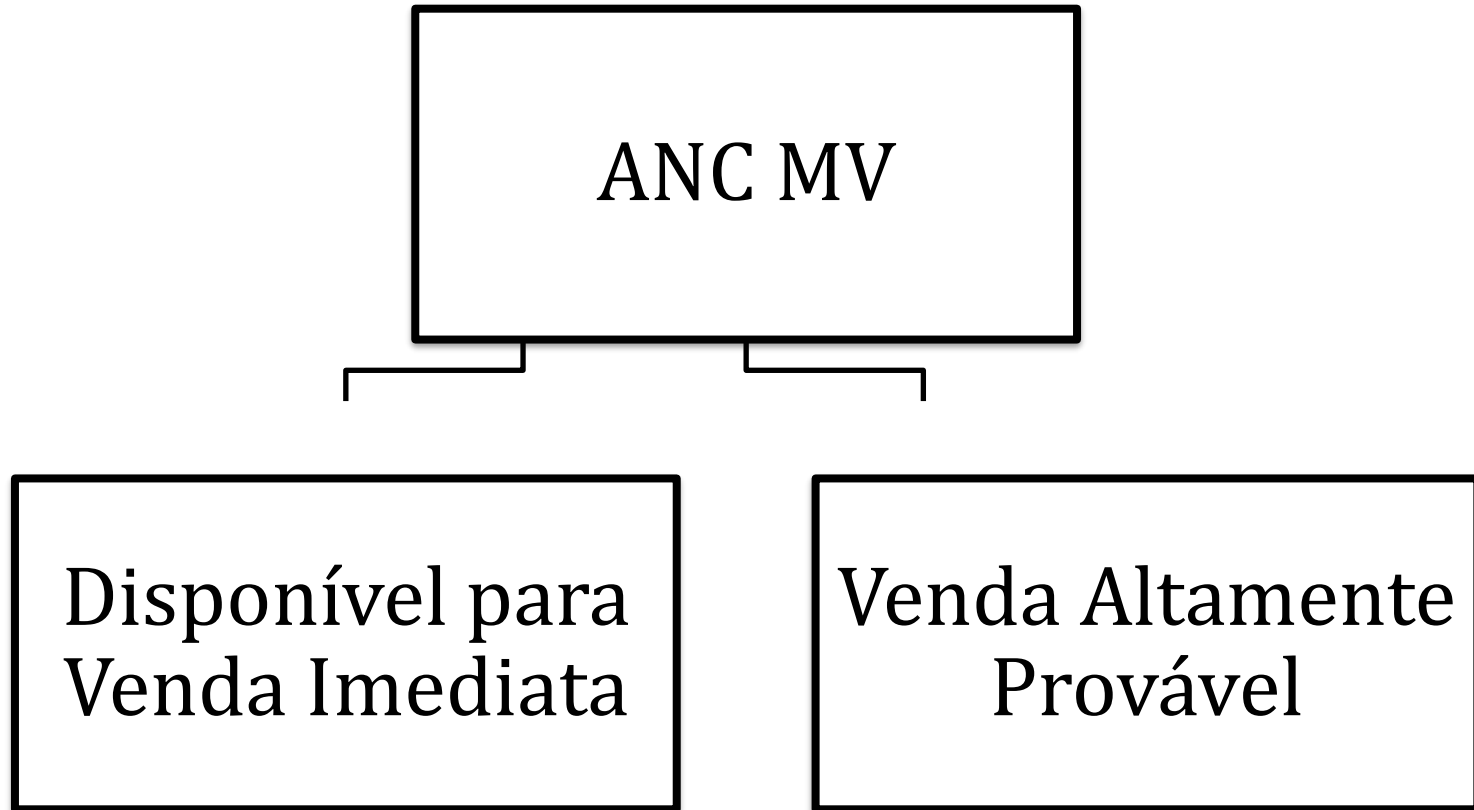 ANC MV
Disponível para
Venda Imediata
Venda Altamente
Provável